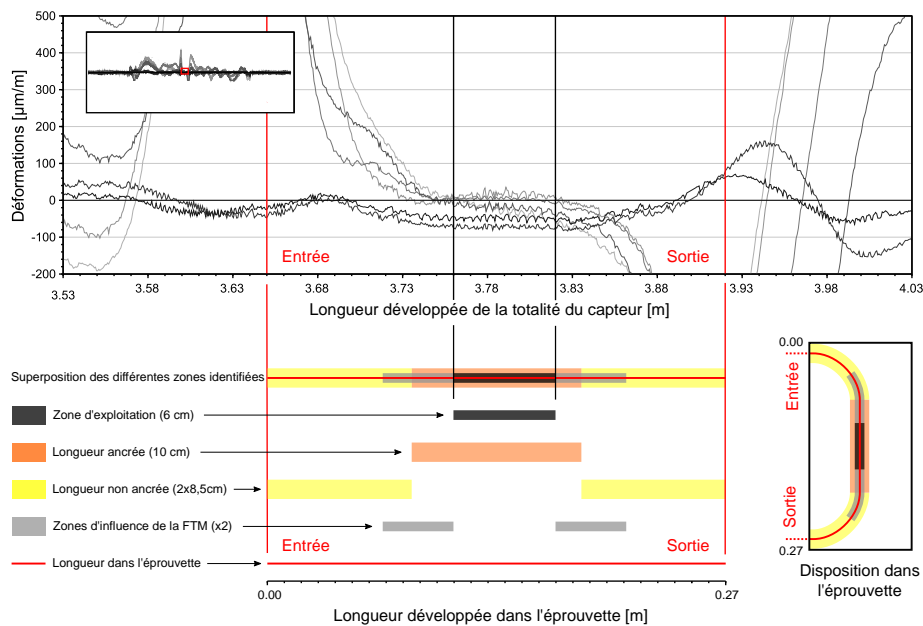 500
400
300
200
100
0
-100
-200
Déformations [µm/m]
Entrée
Sortie
3.53
3.58
3.63
3.68
3.73
3.78
3.83
3.88
3.93
3.98
4.03
Longueur développée de la totalité du capteur [m]
Superposition des différentes zones identifiées
Zone d'exploitation (6 cm)
Longueur ancrée (10 cm)
Longueur non ancrée (2x8,5cm)
Zones d'influence de la FTM (x2)
Longueur dans l'éprouvette
Entrée
Sortie
0.00
0.27
Longueur développée dans l'éprouvette [m]
0.00
Entrée
Sortie
0.27
Disposition dans
l'éprouvette